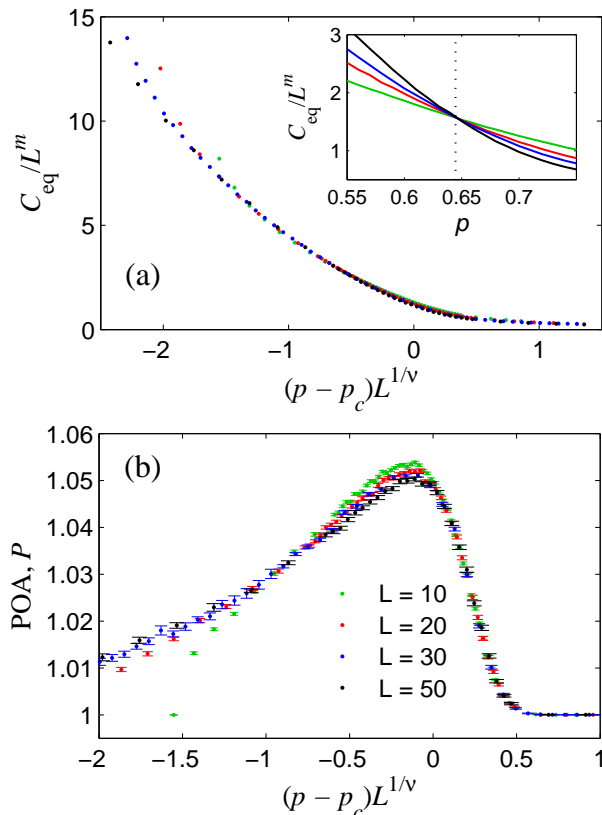 15
10
5
0
C_eq/L^m
(a)
−2
−1
0
1
(p − p_c)L^{1/ν}
3
2
1
C_eq/L^m
0.55
0.6
0.65
0.7
p
1.06
1.05
1.04
1.03
1.02
1.01
1
POA, P
(b)
L = 10
L = 20
L = 30
L = 50
−2
−1.5
−1
−0.5
0
0.5
1
(p − p_c)L^{1/ν}